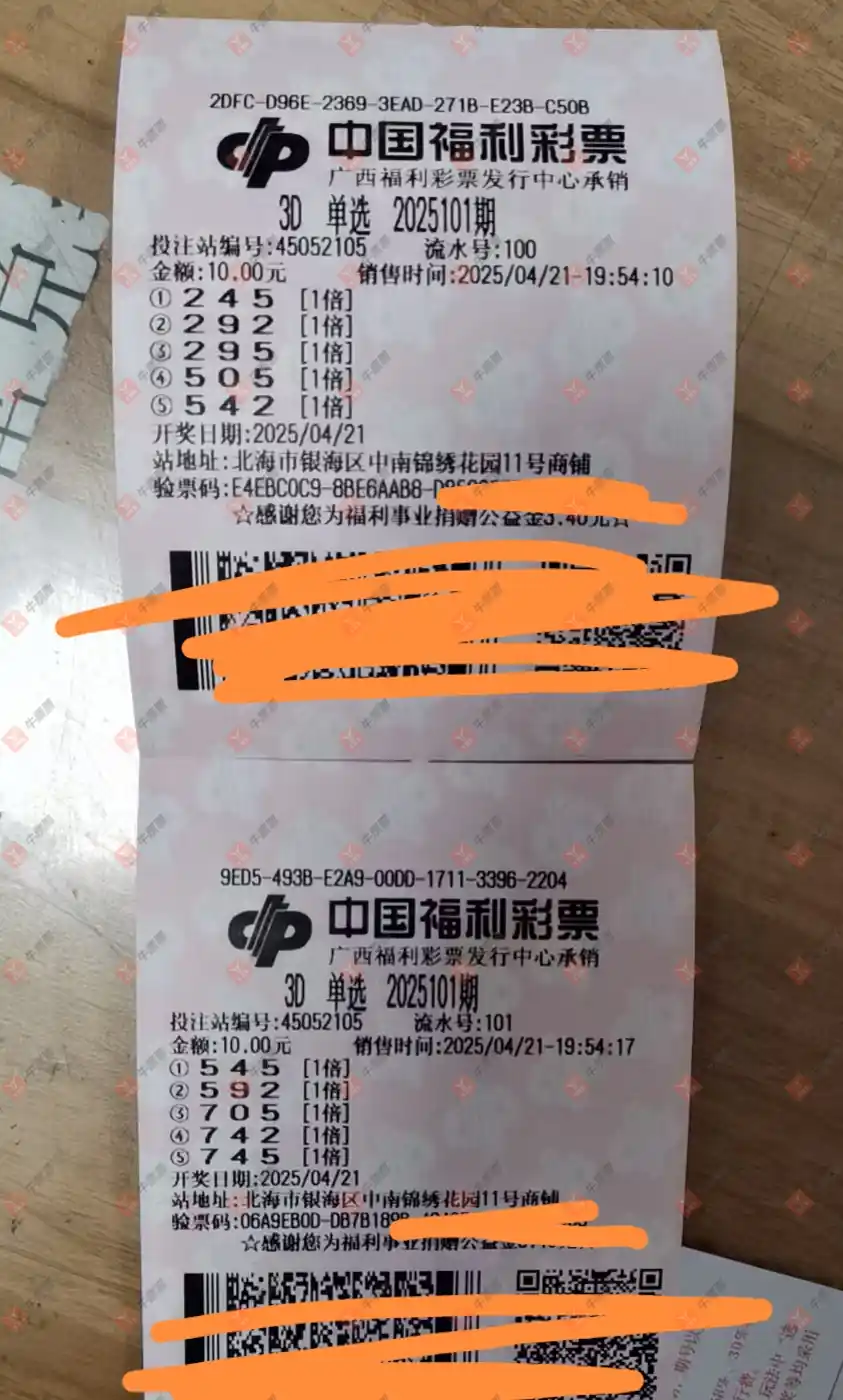 2DFC-D96E-2369-3EAD-271B-E23B-C50B
中国福利彩票
广西福利彩票发行中心承销
3D 单选 2025101期
投注站编号:45052105 流水号:100
金额:10.00元 销售时间:2025/04/21-19:54:10
① 2 4 5 [1倍]
② 2 9 2 [1倍]
③ 2 9 5 [1倍]
④ 5 0 5 [1倍]
⑤ 5 4 2 [1倍]
开奖日期:2025/04/21
站地址:北海市银海区中南锦绣花园11号商铺
验票码:E4EBC0C9-8BE6AAB8-
☆感谢您为福利事业捐赠公益金3.40元
9ED5-493B-E2A9-00DD-1711-3396-2204
中国福利彩票
广西福利彩票发行中心承销
3D 单选 2025101期
投注站编号:45052105 流水号:101
金额:10.00元 销售时间:2025/04/21-19:54:17
① 5 4 5 [1倍]
② 5 9 2 [1倍]
③ 7 0 5 [1倍]
④ 7 4 2 [1倍]
⑤ 7 4 5 [1倍]
开奖日期:2025/04/21
站地址:北海市银海区中南锦绣花园11号商铺
验票码:06A9EB0D-DB7B189
☆感谢您为福利事业捐赠公益金